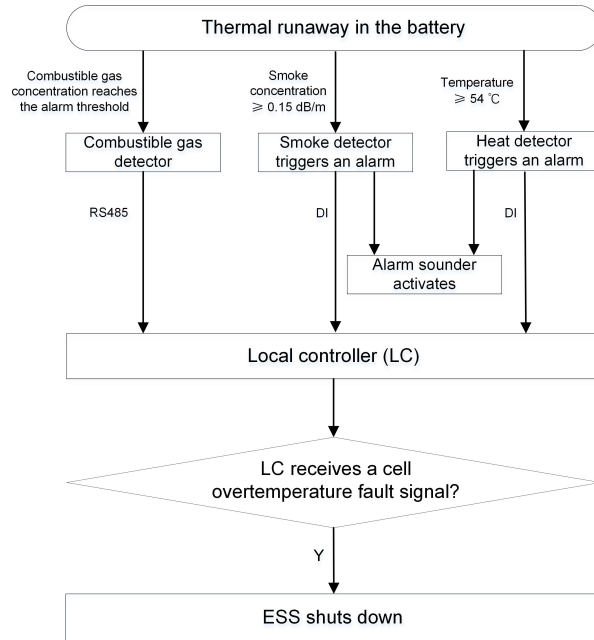 Thermal runaway in the battery
Combustible gas
concentration reaches
the alarm threshold
Smoke
concentration
≥ 0.15 dB/m
Temperature
≥ 54 ℃
Combustible gas
detector
Smoke detector
triggers an alarm
Heat detector
triggers an alarm
RS485
DI
DI
Alarm sounder
activates
Local controller (LC)
LC receives a cell
overtemperature fault signal?
Y
ESS shuts down